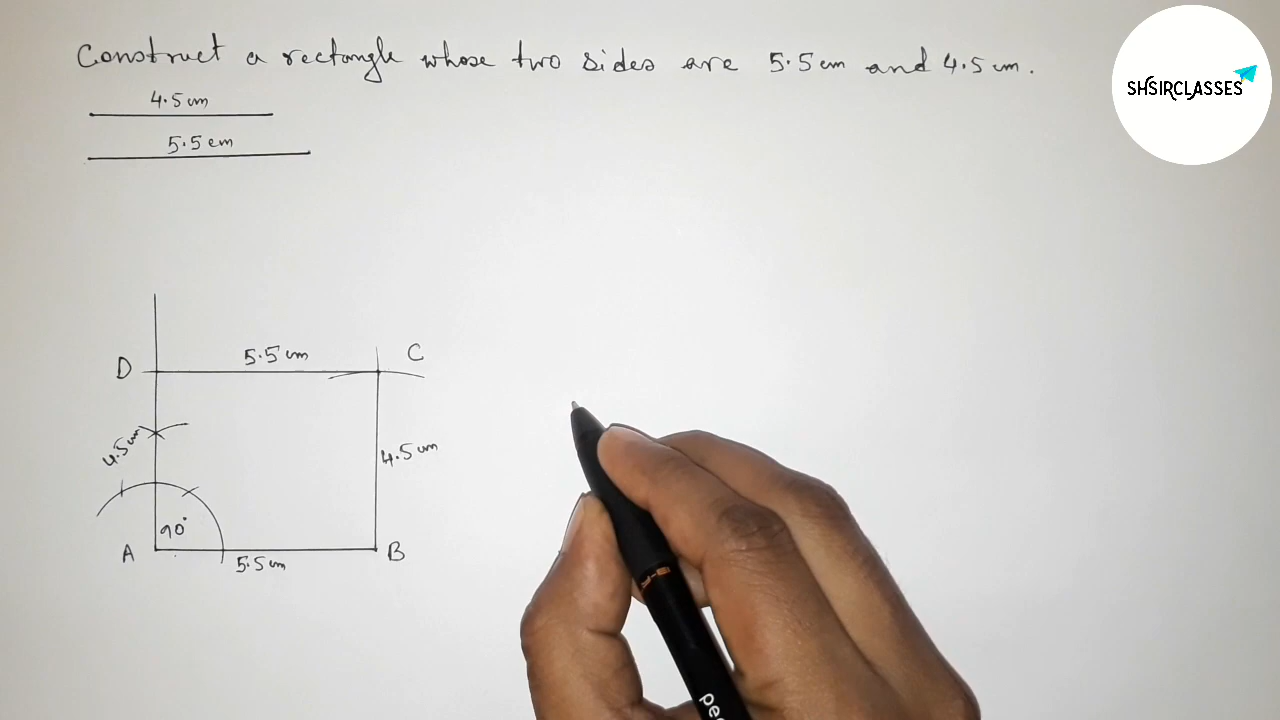 Construct a rectangle whose two sides are 5.5 cm and 4.5 cm.
SHSIRCLASSES
4.5 cm
5.5 cm
D
5.5 cm
C
4.5 cm
4.5 cm
90°
A
5.5 cm
B